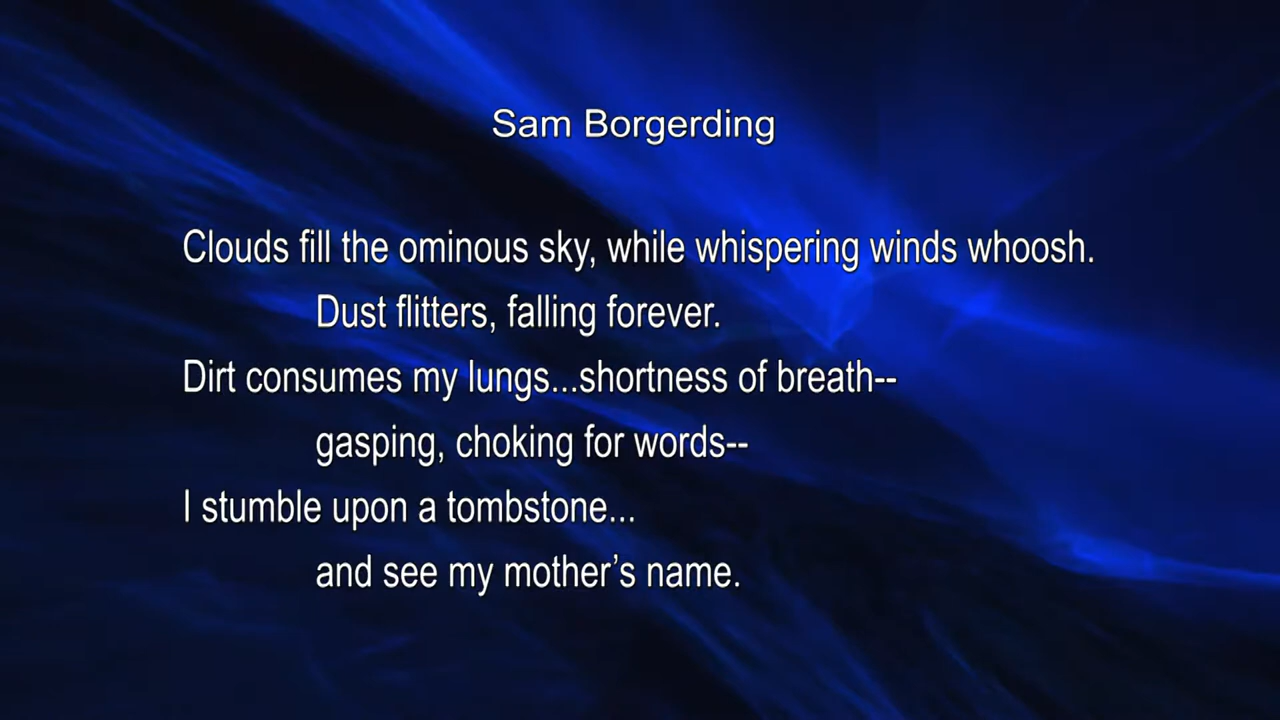 Sam Borgerding
Clouds fill the ominous sky, while whispering winds whoosh.
Dust flitters, falling forever.
Dirt consumes my lungs...shortness of breath--
gasping, choking for words--
I stumble upon a tombstone...
and see my mother’s name.